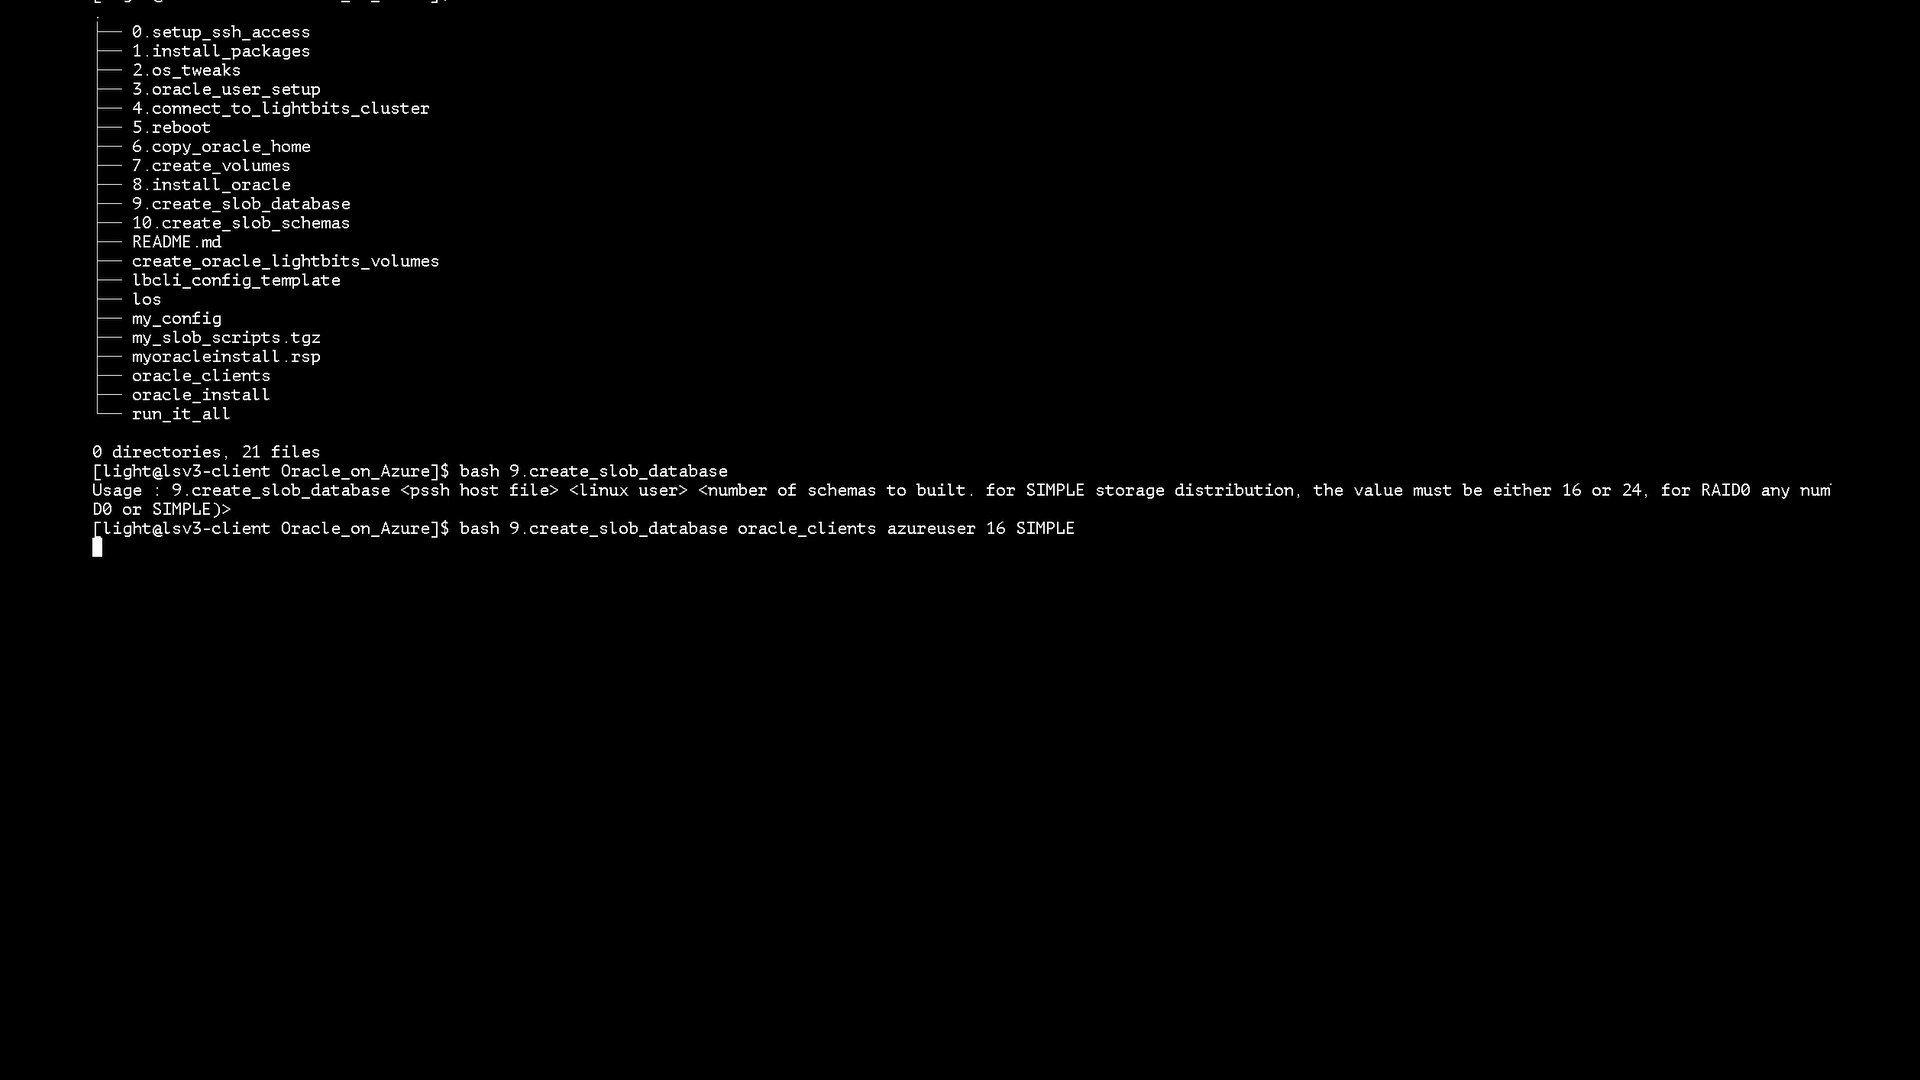 ├── 0.setup_ssh_access
├── 1.install_packages
├── 2.os_tweaks
├── 3.oracle_user_setup
├── 4.connect_to_lightbits_cluster
├── 5.reboot
├── 6.copy_oracle_home
├── 7.create_volumes
├── 8.install_oracle
├── 9.create_slob_database
├── 10.create_slob_schemas
├── README.md
├── create_oracle_lightbits_volumes
├── lbcli_config_template
├── los
├── my_config
├── my_slob_scripts.tgz
├── myoracleinstall.rsp
├── oracle_clients
├── oracle_install
└── run_it_all
0 directories, 21 files
[light@lsv3-client Oracle_on_Azure]$ bash 9.create_slob_database
Usage : 9.create_slob_database <pssh host file> <linux user> <number of schemas to built. for SIMPLE storage distribution, the value must be either 16 or 24, for RAID0 any num
D0 or SIMPLE)>
[light@lsv3-client Oracle_on_Azure]$ bash 9.create_slob_database oracle_clients azureuser 16 SIMPLE